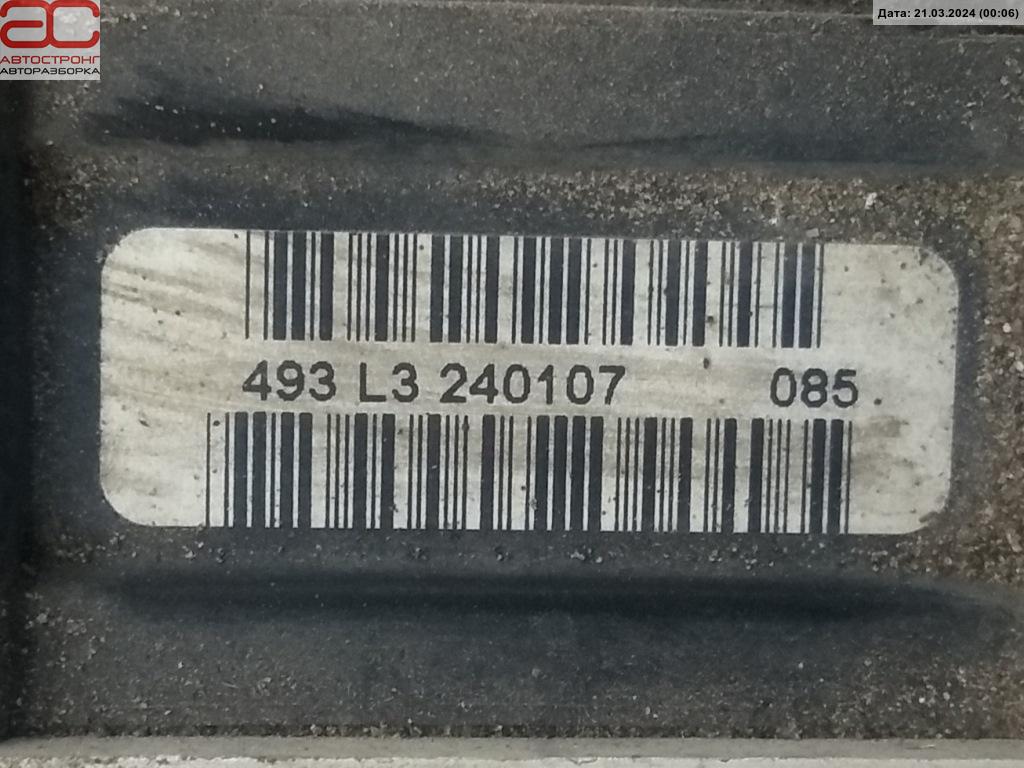 ас
АВТОСТРОНГ
АВТОРАЗБОРКА
Дата: 21.03.2024 (00:06)
493 L3 240107 085